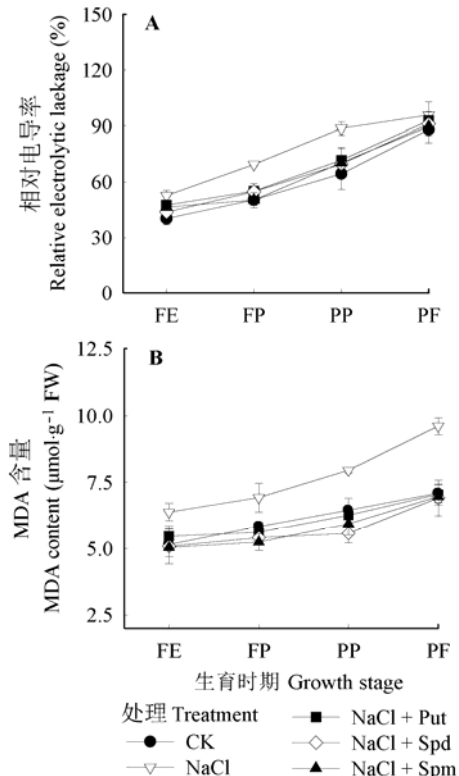 A
相对电导率
Relative electrolytic laekage (%)
150
120
90
60
30
0
FE FP PP PF
B
MDA 含量
MDA content (μmol·g⁻¹ FW)
12.5
10.0
7.5
5.0
2.5
FE FP PP PF
生育时期 Growth stage
处理 Treatment
CK
NaCl
NaCl + Put
NaCl + Spd
NaCl + Spm